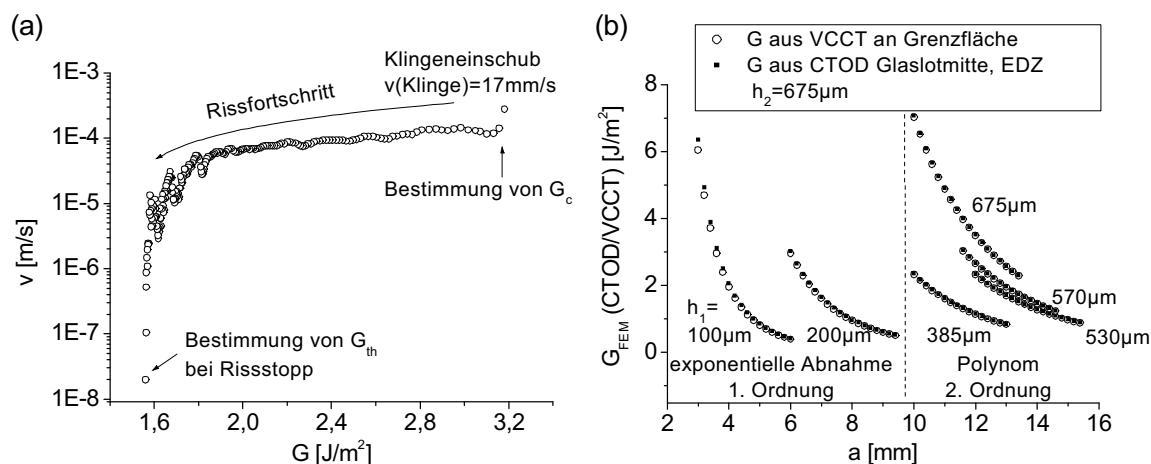 (a)
1E-3
1E-4
1E-5
1E-6
1E-7
1E-8
v [m/s]
Rissfortschritt
Klingeneinschub
v(Klinge)=17mm/s
Bestimmung von Gc
Bestimmung von Gth
bei Rissstopp
1,6
2,0
2,4
2,8
3,2
G [J/m²]
(b)
G aus VCCT an Grenzfläche
G aus CTOD Glaslotmitte, EDZ
h2=675µm
8
6
4
2
0
GFEM (CTOD/VCCT) [J/m²]
675µm
570µm
530µm
h1=
100µm
200µm
385µm
exponentielle Abnahme
1. Ordnung
Polynom
2. Ordnung
2
4
6
8
10
12
14
16
a [mm]